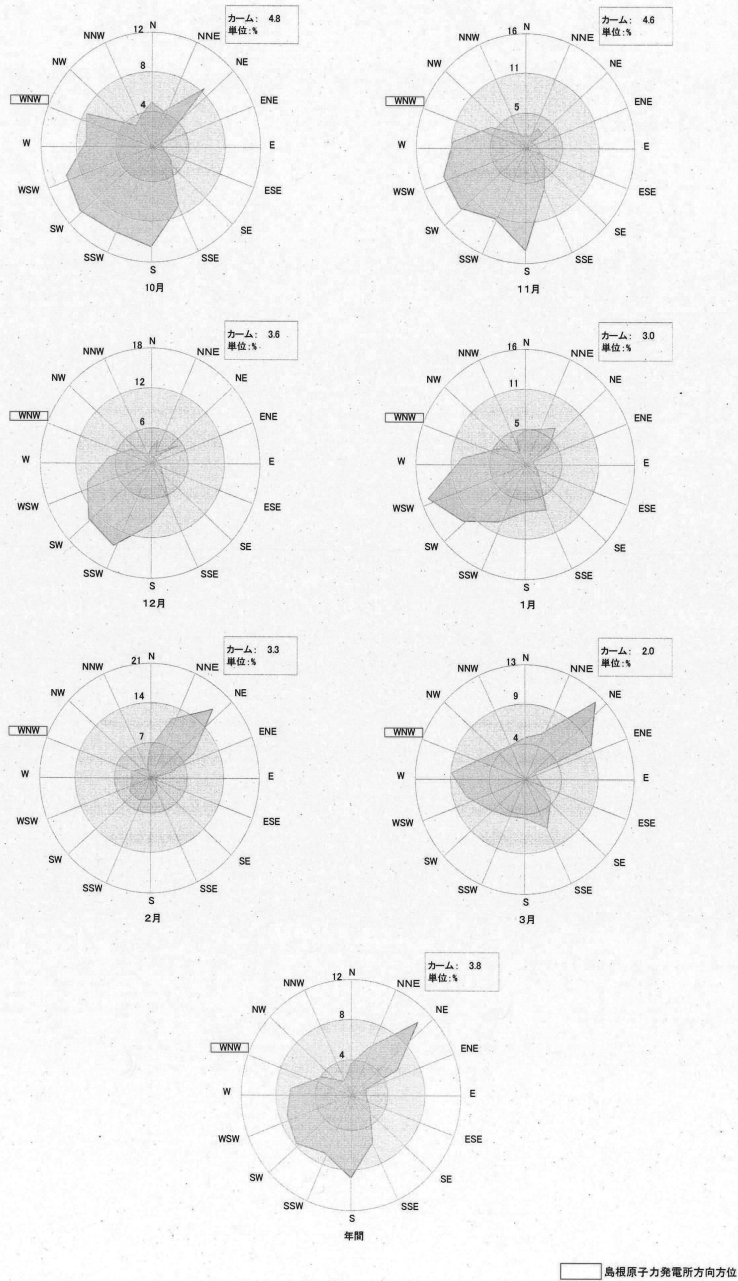 カーム: 4.8
単位:%
N
NNE
NE
ENE
E
ESE
SE
SSE
S
SSW
SW
WSW
W
WNW
NW
NNW
12
8
4
10月
カーム: 4.6
単位:%
N
NNE
NE
ENE
E
ESE
SE
SSE
S
SSW
SW
WSW
W
WNW
NW
NNW
16
11
5
11月
カーム: 3.6
単位:%
N
NNE
NE
ENE
E
ESE
SE
SSE
S
SSW
SW
WSW
W
WNW
NW
NNW
18
12
6
12月
カーム: 3.0
単位:%
N
NNE
NE
ENE
E
ESE
SE
SSE
S
SSW
SW
WSW
W
WNW
NW
NNW
16
11
5
1月
カーム: 3.3
単位:%
N
NNE
NE
ENE
E
ESE
SE
SSE
S
SSW
SW
WSW
W
WNW
NW
NNW
21
14
7
2月
カーム: 2.0
単位:%
N
NNE
NE
ENE
E
ESE
SE
SSE
S
SSW
SW
WSW
W
WNW
NW
NNW
13
9
4
3月
カーム: 3.8
単位:%
N
NNE
NE
ENE
E
ESE
SE
SSE
S
SSW
SW
WSW
W
WNW
NW
NNW
12
8
4
年間
島根原子力発電所方向方位